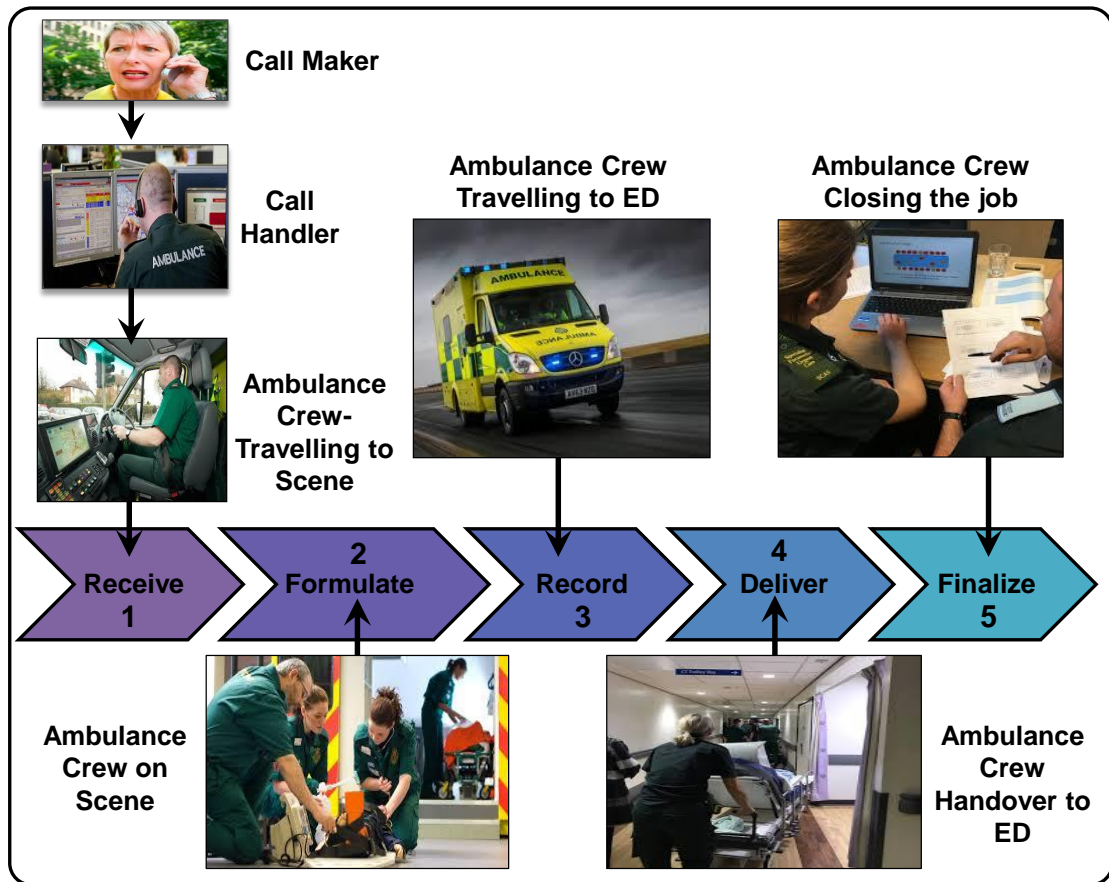 Call Maker
Call
Handler
AMBULANCE
Ambulance
Crew-
Travelling to
Scene
Ambulance Crew
Travelling to ED
AMBULANCE
AMBULANCE
Ambulance Crew
Closing the job
Receive
1
2
Formulate
Record
3
4
Deliver
Finalize
5
Ambulance
Crew on
Scene
Ambulance
Crew
Handover to
ED